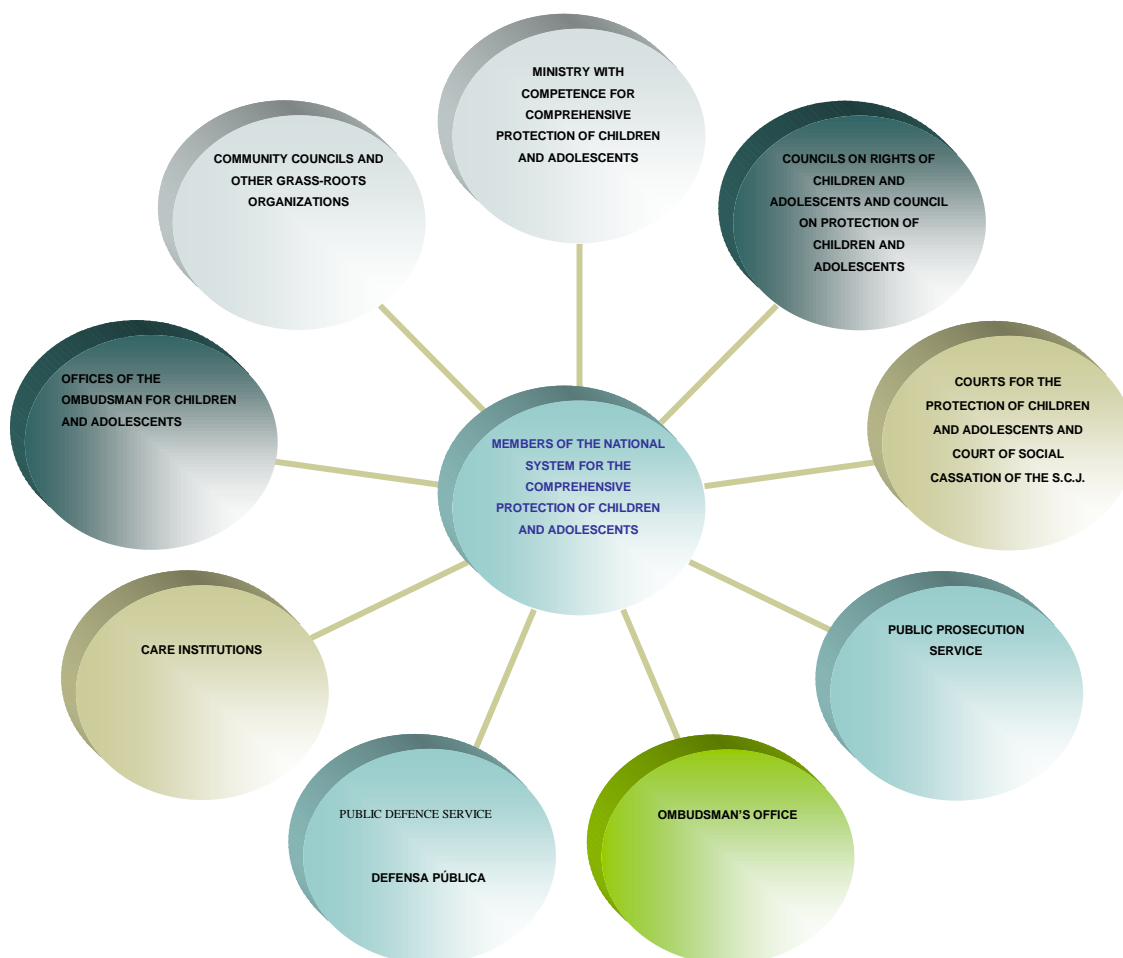 MINISTRY WITH
COMPETENCE FOR
COMPREHENSIVE
PROTECTION OF CHILDREN
AND ADOLESCENTS
COUNCILS ON RIGHTS OF
CHILDREN AND
ADOLESCENTS AND COUNCIL
ON PROTECTION OF
CHILDREN AND
ADOLESCENTS
COURTS FOR THE
PROTECTION OF CHILDREN
AND ADOLESCENTS AND
COURT OF SOCIAL
CASSATION OF THE S.C.J.
PUBLIC PROSECUTION
SERVICE
OMBUDSMAN'S OFFICE
PUBLIC DEFENCE SERVICE
DEFENSA PÚBLICA
CARE INSTITUTIONS
OFFICES OF THE
OMBUDSMAN FOR CHILDREN
AND ADOLESCENTS
COMMUNITY COUNCILS AND
OTHER GRASS-ROOTS
ORGANIZATIONS
MEMBERS OF THE NATIONAL
SYSTEM FOR THE
COMPREHENSIVE
PROTECTION OF CHILDREN
AND ADOLESCENTS